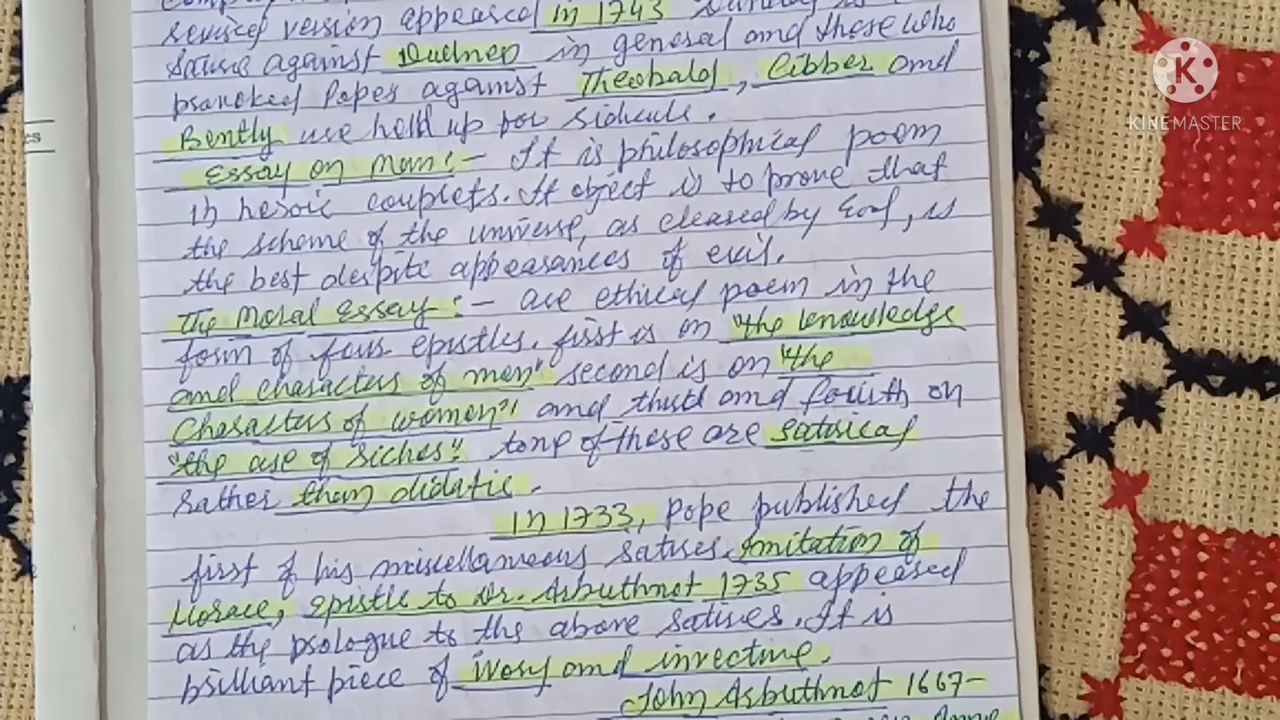 revised version appeared in 1743
satire against Dullness in general and those who
provoked Popes against Theobald, Cibber and
Bently use held up for ridicule.
Essay on Man:- It is philosophical poem
in heroic couplets. It object is to prove that
the scheme of the universe, as cleared by God, is
the best despite appearances of evil.
The Moral Essay:- are ethical poem in the
form of four epistles. first is on "the knowledge
and characters of men" second is on "the
characters of women" and third and fourth on
"the use of riches". tone of these are satirical
rather than didatic.
In 1733, Pope published the
first of his miscellaneous satires. Imitation of
Horace, epistle to Dr. Arbuthnot 1735 appeared
as the prologue to the above satires. It is
brilliant piece of irony and invective.
John Arbuthnot 1667-
KINEMASTER
es